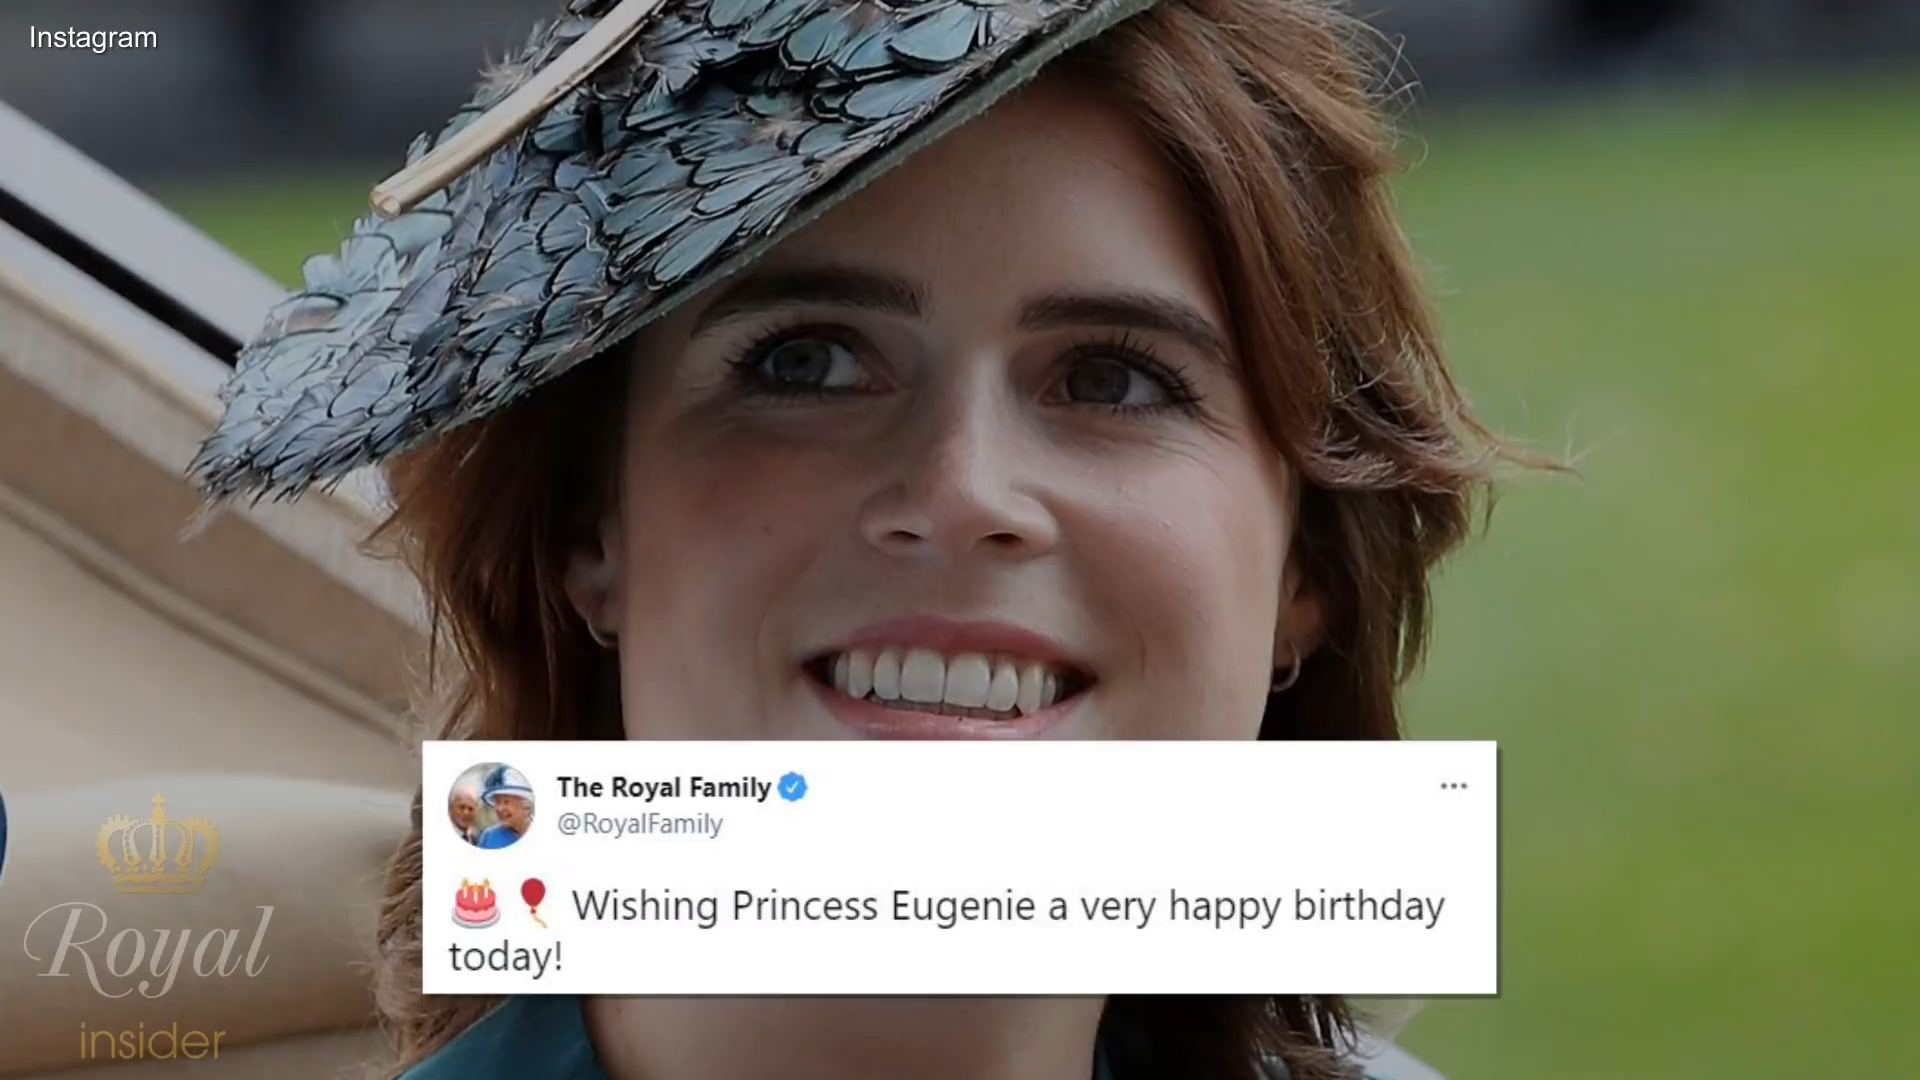 Instagram
The Royal Family
@RoyalFamily
🎂🎈 Wishing Princess Eugenie a very happy birthday
today!
Royal
insider